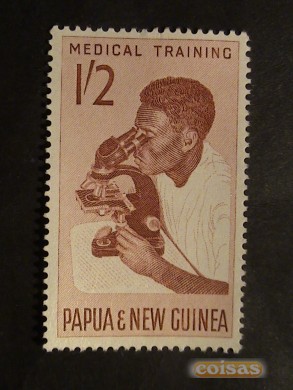 MEDICAL TRAINING
1/2
PAPUA & NEW GUINEA
coisas